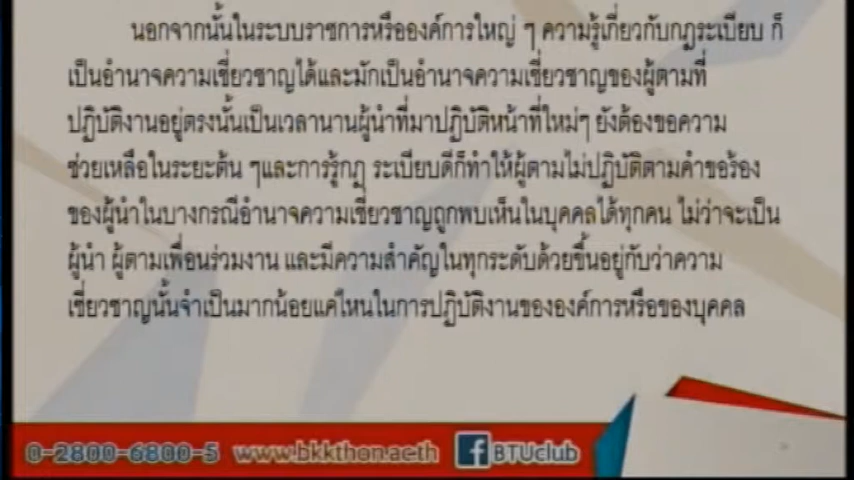 นอกจากนั้นในระบบราชการหรือองค์การใหญ่ ๆ ความรู้เกี่ยวกับกฎระเบียบ ก็
เป็นอำนาจความเชี่ยวชาญได้และมักเป็นอำนาจความเชี่ยวชาญของผู้ตามที่
ปฏิบัติงานอยู่ตรงนั้นเป็นเวลานานผู้นำที่มาปฏิบัติหน้าที่ใหม่ๆ ยังต้องขอความ
ช่วยเหลือในระยะต้น ๆและการรู้กฎ ระเบียบดีก็ทำให้ผู้ตามไม่ปฏิบัติตามคำขอร้อง
ของผู้นำในบางกรณีอำนาจความเชี่ยวชาญถูกพบเห็นในบุคคลได้ทุกคน ไม่ว่าจะเป็น
ผู้นำ ผู้ตามเพื่อนร่วมงาน และมีความสำคัญในทุกระดับด้วยขึ้นอยู่กับว่าความ
เชี่ยวชาญนั้นจำเป็นมากน้อยแค่ไหนในการปฏิบัติงานขององค์การหรือของบุคคล
0-2800-6800-5 www.bkkthon.ac.th f BTUclub